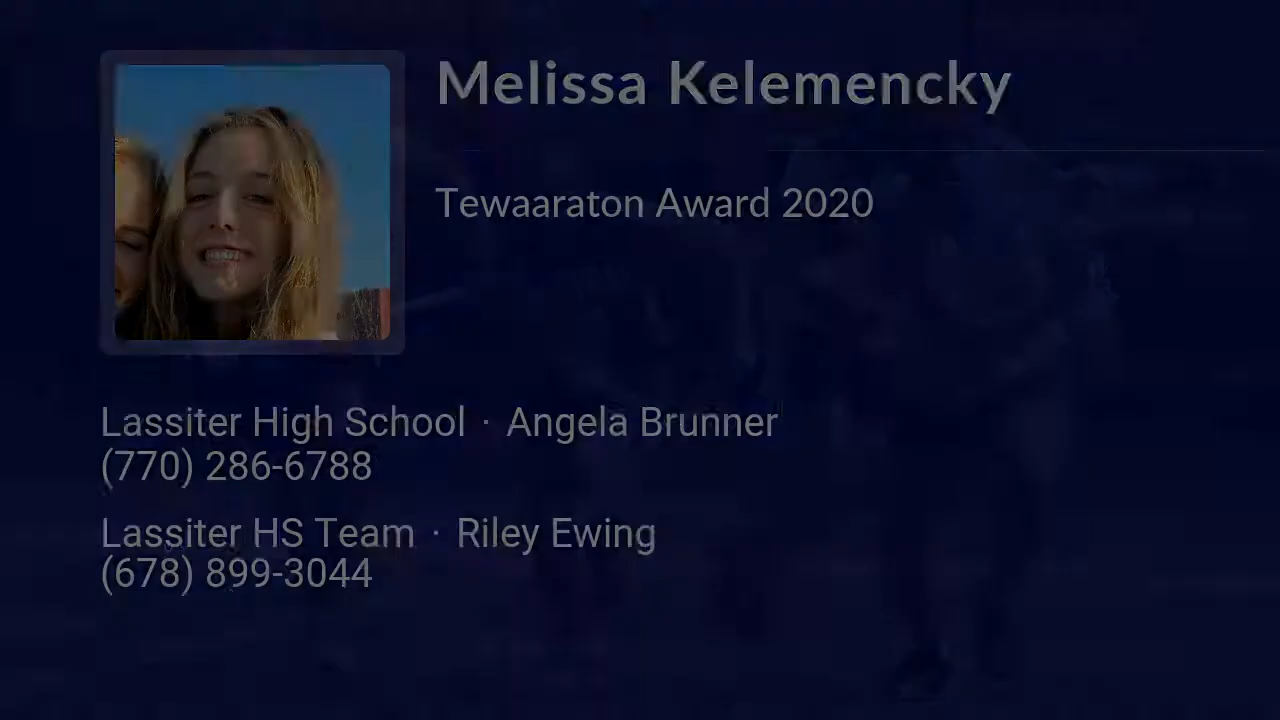 Melissa Kelemencky
Tewaaraton Award 2020
Lassiter High School · Angela Brunner
(770) 286-6788
Lassiter HS Team · Riley Ewing
(678) 899-3044